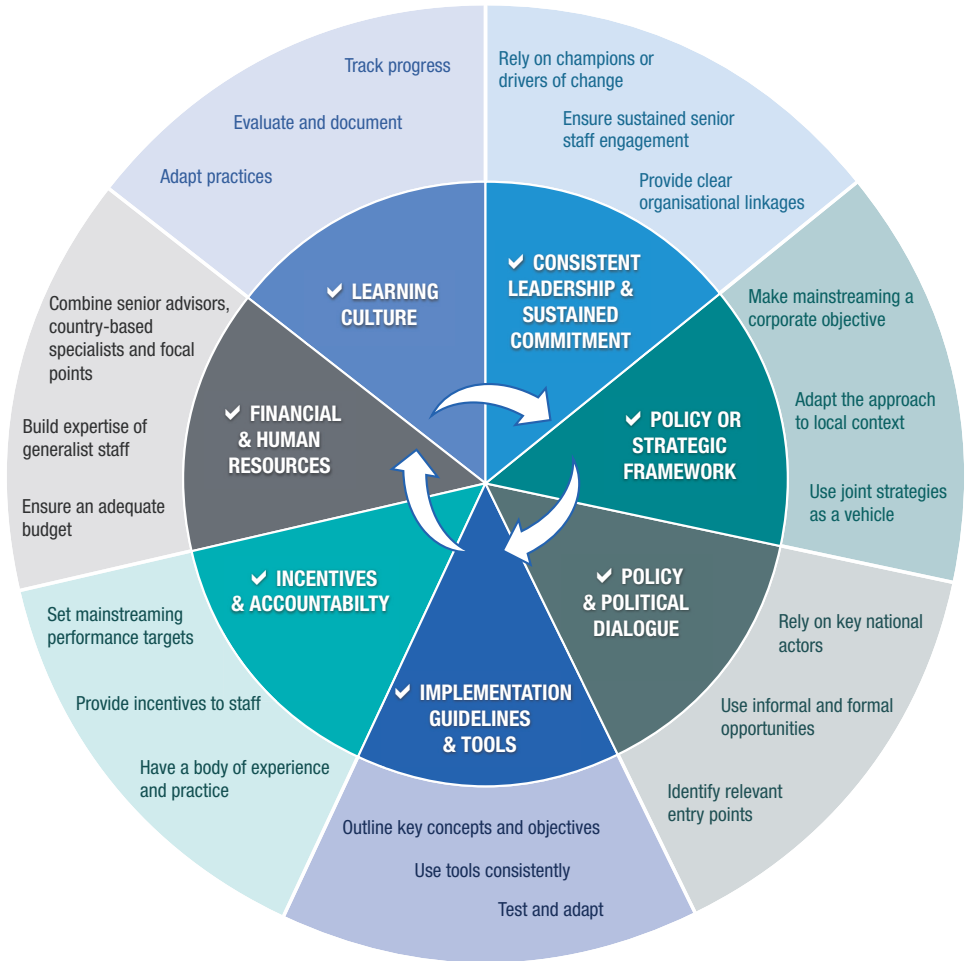 Track progress
Evaluate and document
Adapt practices
Rely on champions or
drivers of change
Ensure sustained senior
staff engagement
Provide clear
organisational linkages
✓ LEARNING
CULTURE
✓ CONSISTENT
LEADERSHIP &
SUSTAINED
COMMITMENT
Make mainstreaming a
corporate objective
Adapt the approach
to local context
Use joint strategies
as a vehicle
✓ POLICY OR
STRATEGIC
FRAMEWORK
Combine senior advisors,
country-based
specialists and focal
points
Build expertise of
generalist staff
Ensure an adequate
budget
✓ FINANCIAL
& HUMAN
RESOURCES
✓ INCENTIVES
& ACCOUNTABILTY
✓ POLICY
& POLITICAL
DIALOGUE
Set mainstreaming
performance targets
Provide incentives to staff
Have a body of experience
and practice
✓ IMPLEMENTATION
GUIDELINES
& TOOLS
Rely on key national
actors
Use informal and formal
opportunities
Identify relevant
entry points
Outline key concepts and objectives
Use tools consistently
Test and adapt